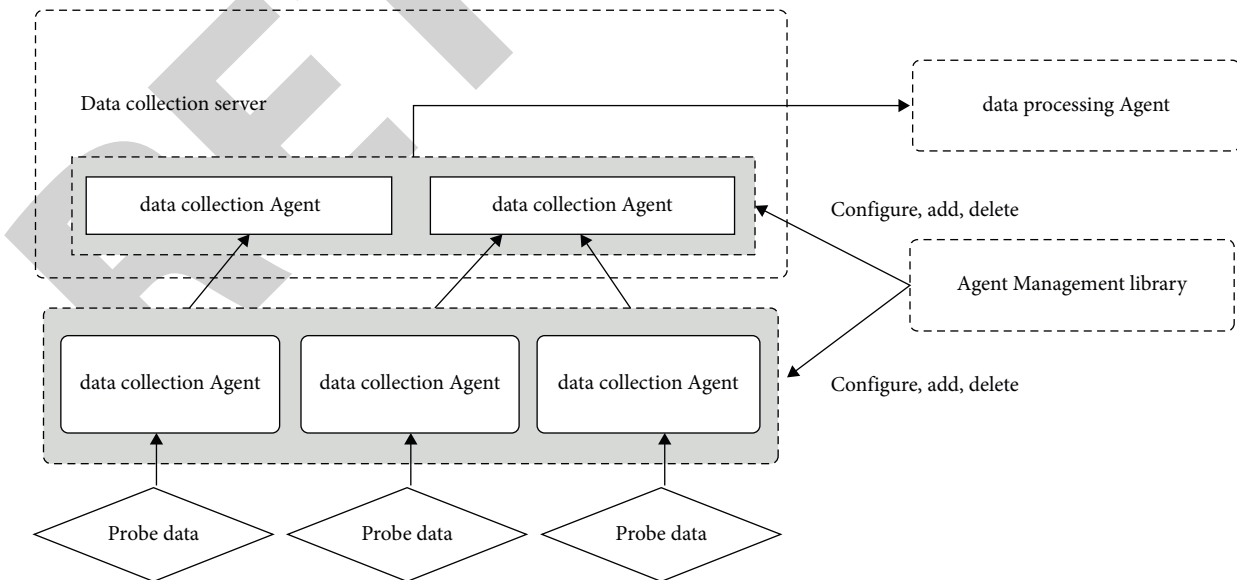 Data collection server
data processing Agent
data collection Agent
data collection Agent
Configure, add, delete
Agent Management library
data collection Agent
data collection Agent
data collection Agent
Configure, add, delete
Probe data
Probe data
Probe data